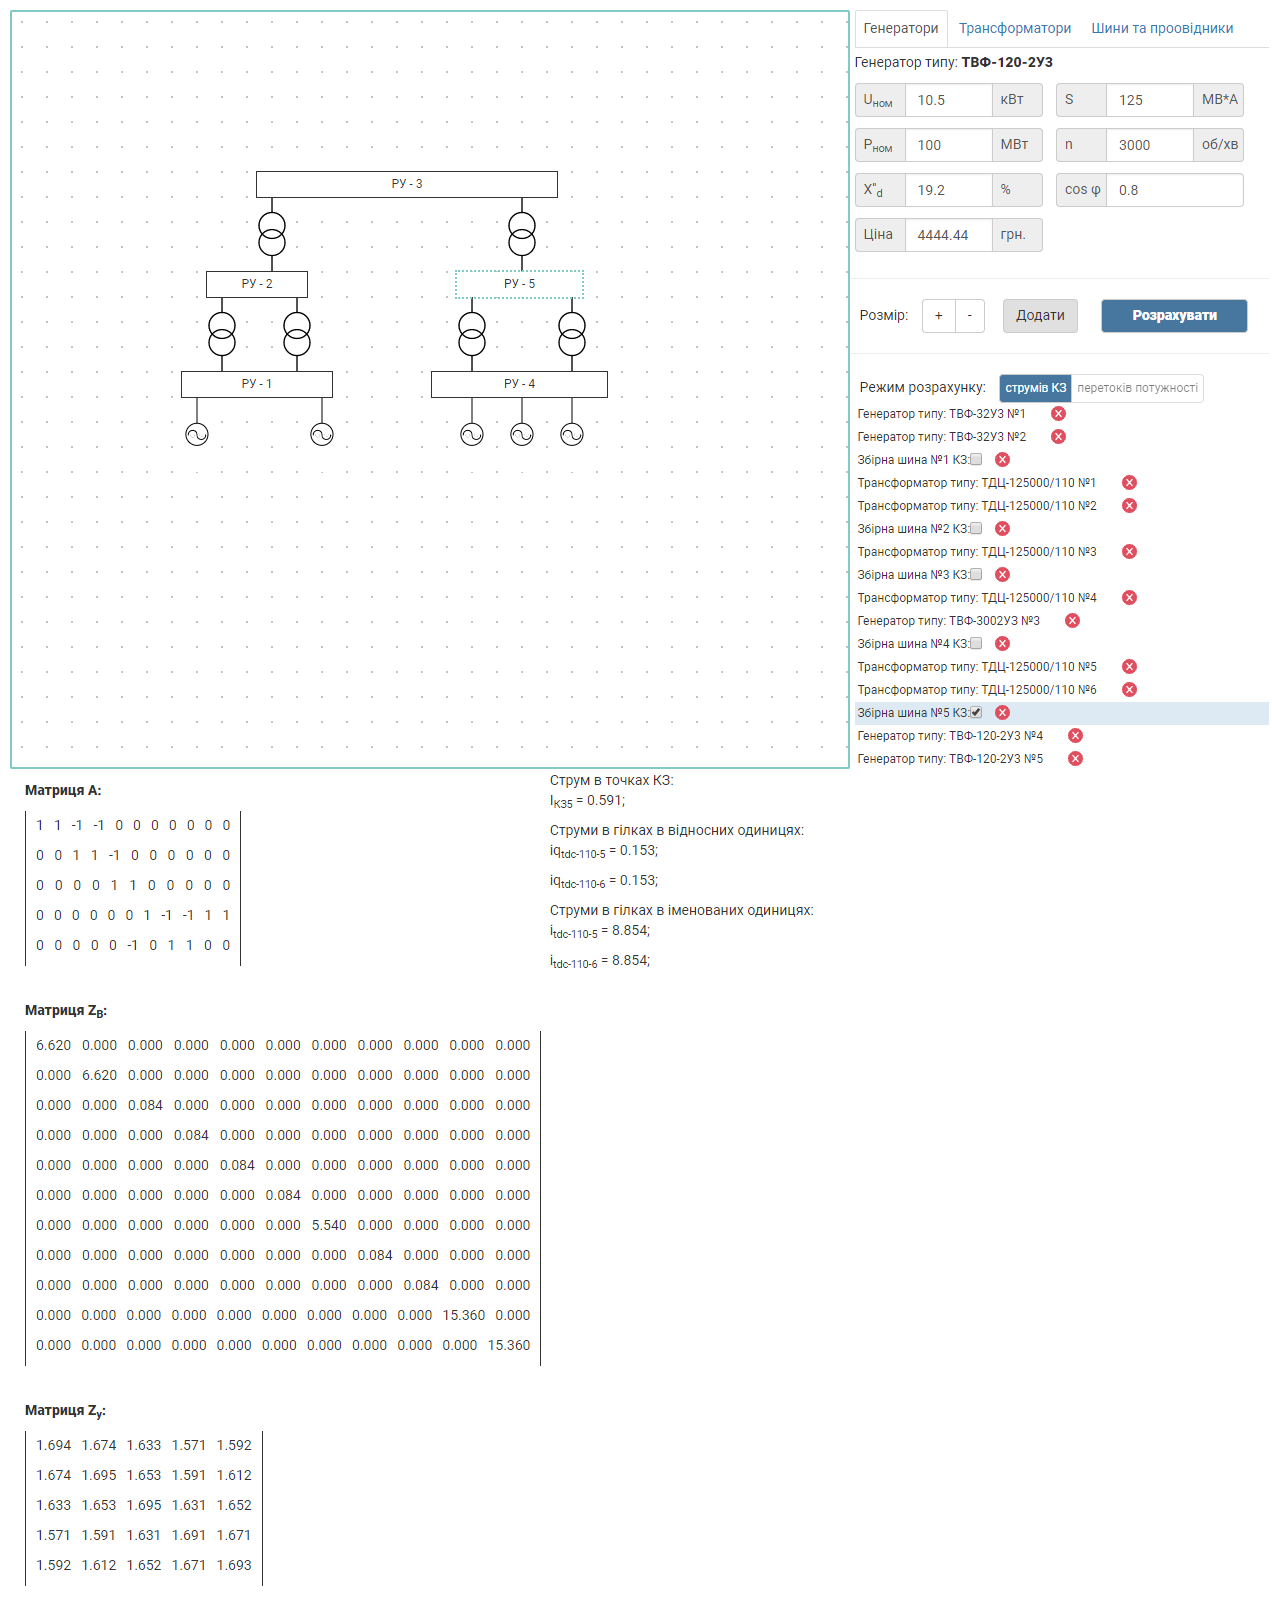 Генератори Трансформатори Шини та проовідники
Генератор типу: ТВФ-120-2УЗ
Uном 10.5 кВт S 125 МВ*А
Pном 100 МВт n 3000 об/хв
X"d 19.2 % cos φ 0.8
Ціна 4444.44 грн.
РУ - 3
РУ - 2
РУ - 5
РУ - 1
РУ - 4
Розмір: + - Додати Розрахувати
Режим розрахунку: струмів КЗ перетоків потужності
Генератор типу: ТВФ-32УЗ №1
Генератор типу: ТВФ-32УЗ №2
Збірна шина №1 КЗ:
Трансформатор типу: ТДЦ-125000/110 №1
Трансформатор типу: ТДЦ-125000/110 №2
Збірна шина №2 КЗ:
Трансформатор типу: ТДЦ-125000/110 №3
Збірна шина №3 КЗ:
Трансформатор типу: ТДЦ-125000/110 №4
Генератор типу: ТВФ-3002УЗ №3
Збірна шина №4 КЗ:
Трансформатор типу: ТДЦ-125000/110 №5
Трансформатор типу: ТДЦ-125000/110 №6
Збірна шина №5 КЗ:
Генератор типу: ТВФ-120-2УЗ №4
Генератор типу: ТВФ-120-2УЗ №5
Матриця А:
1 1 -1 -1 0 0 0 0 0 0 0
0 0 1 1 -1 0 0 0 0 0 0
0 0 0 0 1 1 0 0 0 0 0
0 0 0 0 0 0 1 -1 -1 1 1
0 0 0 0 0 -1 0 1 1 0 0
Струм в точках КЗ:
IКЗ5 = 0.591;
Струми в гілках в відносних одиницях:
iqtdc-110-5 = 0.153;
iqtdc-110-6 = 0.153;
Струми в гілках в іменованих одиницях:
itdc-110-5 = 8.854;
itdc-110-6 = 8.854;
Матриця ZB:
6.620 0.000 0.000 0.000 0.000 0.000 0.000 0.000 0.000 0.000 0.000
0.000 6.620 0.000 0.000 0.000 0.000 0.000 0.000 0.000 0.000 0.000
0.000 0.000 0.084 0.000 0.000 0.000 0.000 0.000 0.000 0.000 0.000
0.000 0.000 0.000 0.084 0.000 0.000 0.000 0.000 0.000 0.000 0.000
0.000 0.000 0.000 0.000 0.084 0.000 0.000 0.000 0.000 0.000 0.000
0.000 0.000 0.000 0.000 0.000 0.084 0.000 0.000 0.000 0.000 0.000
0.000 0.000 0.000 0.000 0.000 0.000 5.540 0.000 0.000 0.000 0.000
0.000 0.000 0.000 0.000 0.000 0.000 0.000 0.084 0.000 0.000 0.000
0.000 0.000 0.000 0.000 0.000 0.000 0.000 0.000 0.084 0.000 0.000
0.000 0.000 0.000 0.000 0.000 0.000 0.000 0.000 0.000 15.360 0.000
0.000 0.000 0.000 0.000 0.000 0.000 0.000 0.000 0.000 0.000 15.360
Матриця Zy:
1.694 1.674 1.633 1.571 1.592
1.674 1.695 1.653 1.591 1.612
1.633 1.653 1.695 1.631 1.652
1.571 1.591 1.631 1.691 1.671
1.592 1.612 1.652 1.671 1.693